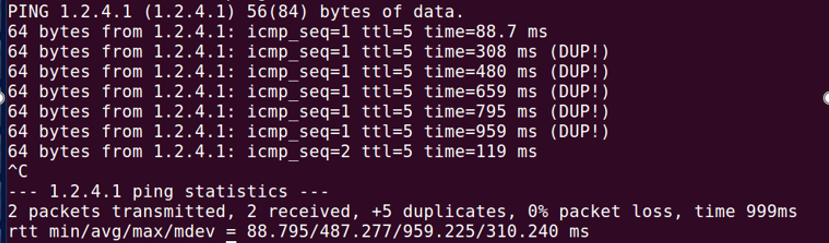 PING 1.2.4.1 (1.2.4.1) 56(84) bytes of data.
64 bytes from 1.2.4.1: icmp_seq=1 ttl=5 time=88.7 ms
64 bytes from 1.2.4.1: icmp_seq=1 ttl=5 time=308 ms (DUP!)
64 bytes from 1.2.4.1: icmp_seq=1 ttl=5 time=480 ms (DUP!)
64 bytes from 1.2.4.1: icmp_seq=1 ttl=5 time=659 ms (DUP!)
64 bytes from 1.2.4.1: icmp_seq=1 ttl=5 time=795 ms (DUP!)
64 bytes from 1.2.4.1: icmp_seq=1 ttl=5 time=959 ms (DUP!)
64 bytes from 1.2.4.1: icmp_seq=2 ttl=5 time=119 ms
^C
--- 1.2.4.1 ping statistics ---
2 packets transmitted, 2 received, +5 duplicates, 0% packet loss, time 999ms
rtt min/avg/max/mdev = 88.795/487.277/959.225/310.240 ms